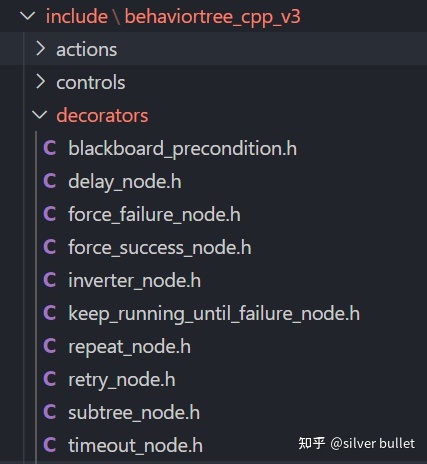 include \ behaviortree_cpp_v3
actions
controls
decorators
C blackboard_precondition.h
C delay_node.h
C force_failure_node.h
C force_success_node.h
C inverter_node.h
C keep_running_until_failure_node.h
C repeat_node.h
C retry_node.h
C subtree_node.h
C timeout_node.h
知乎 @silver bullet